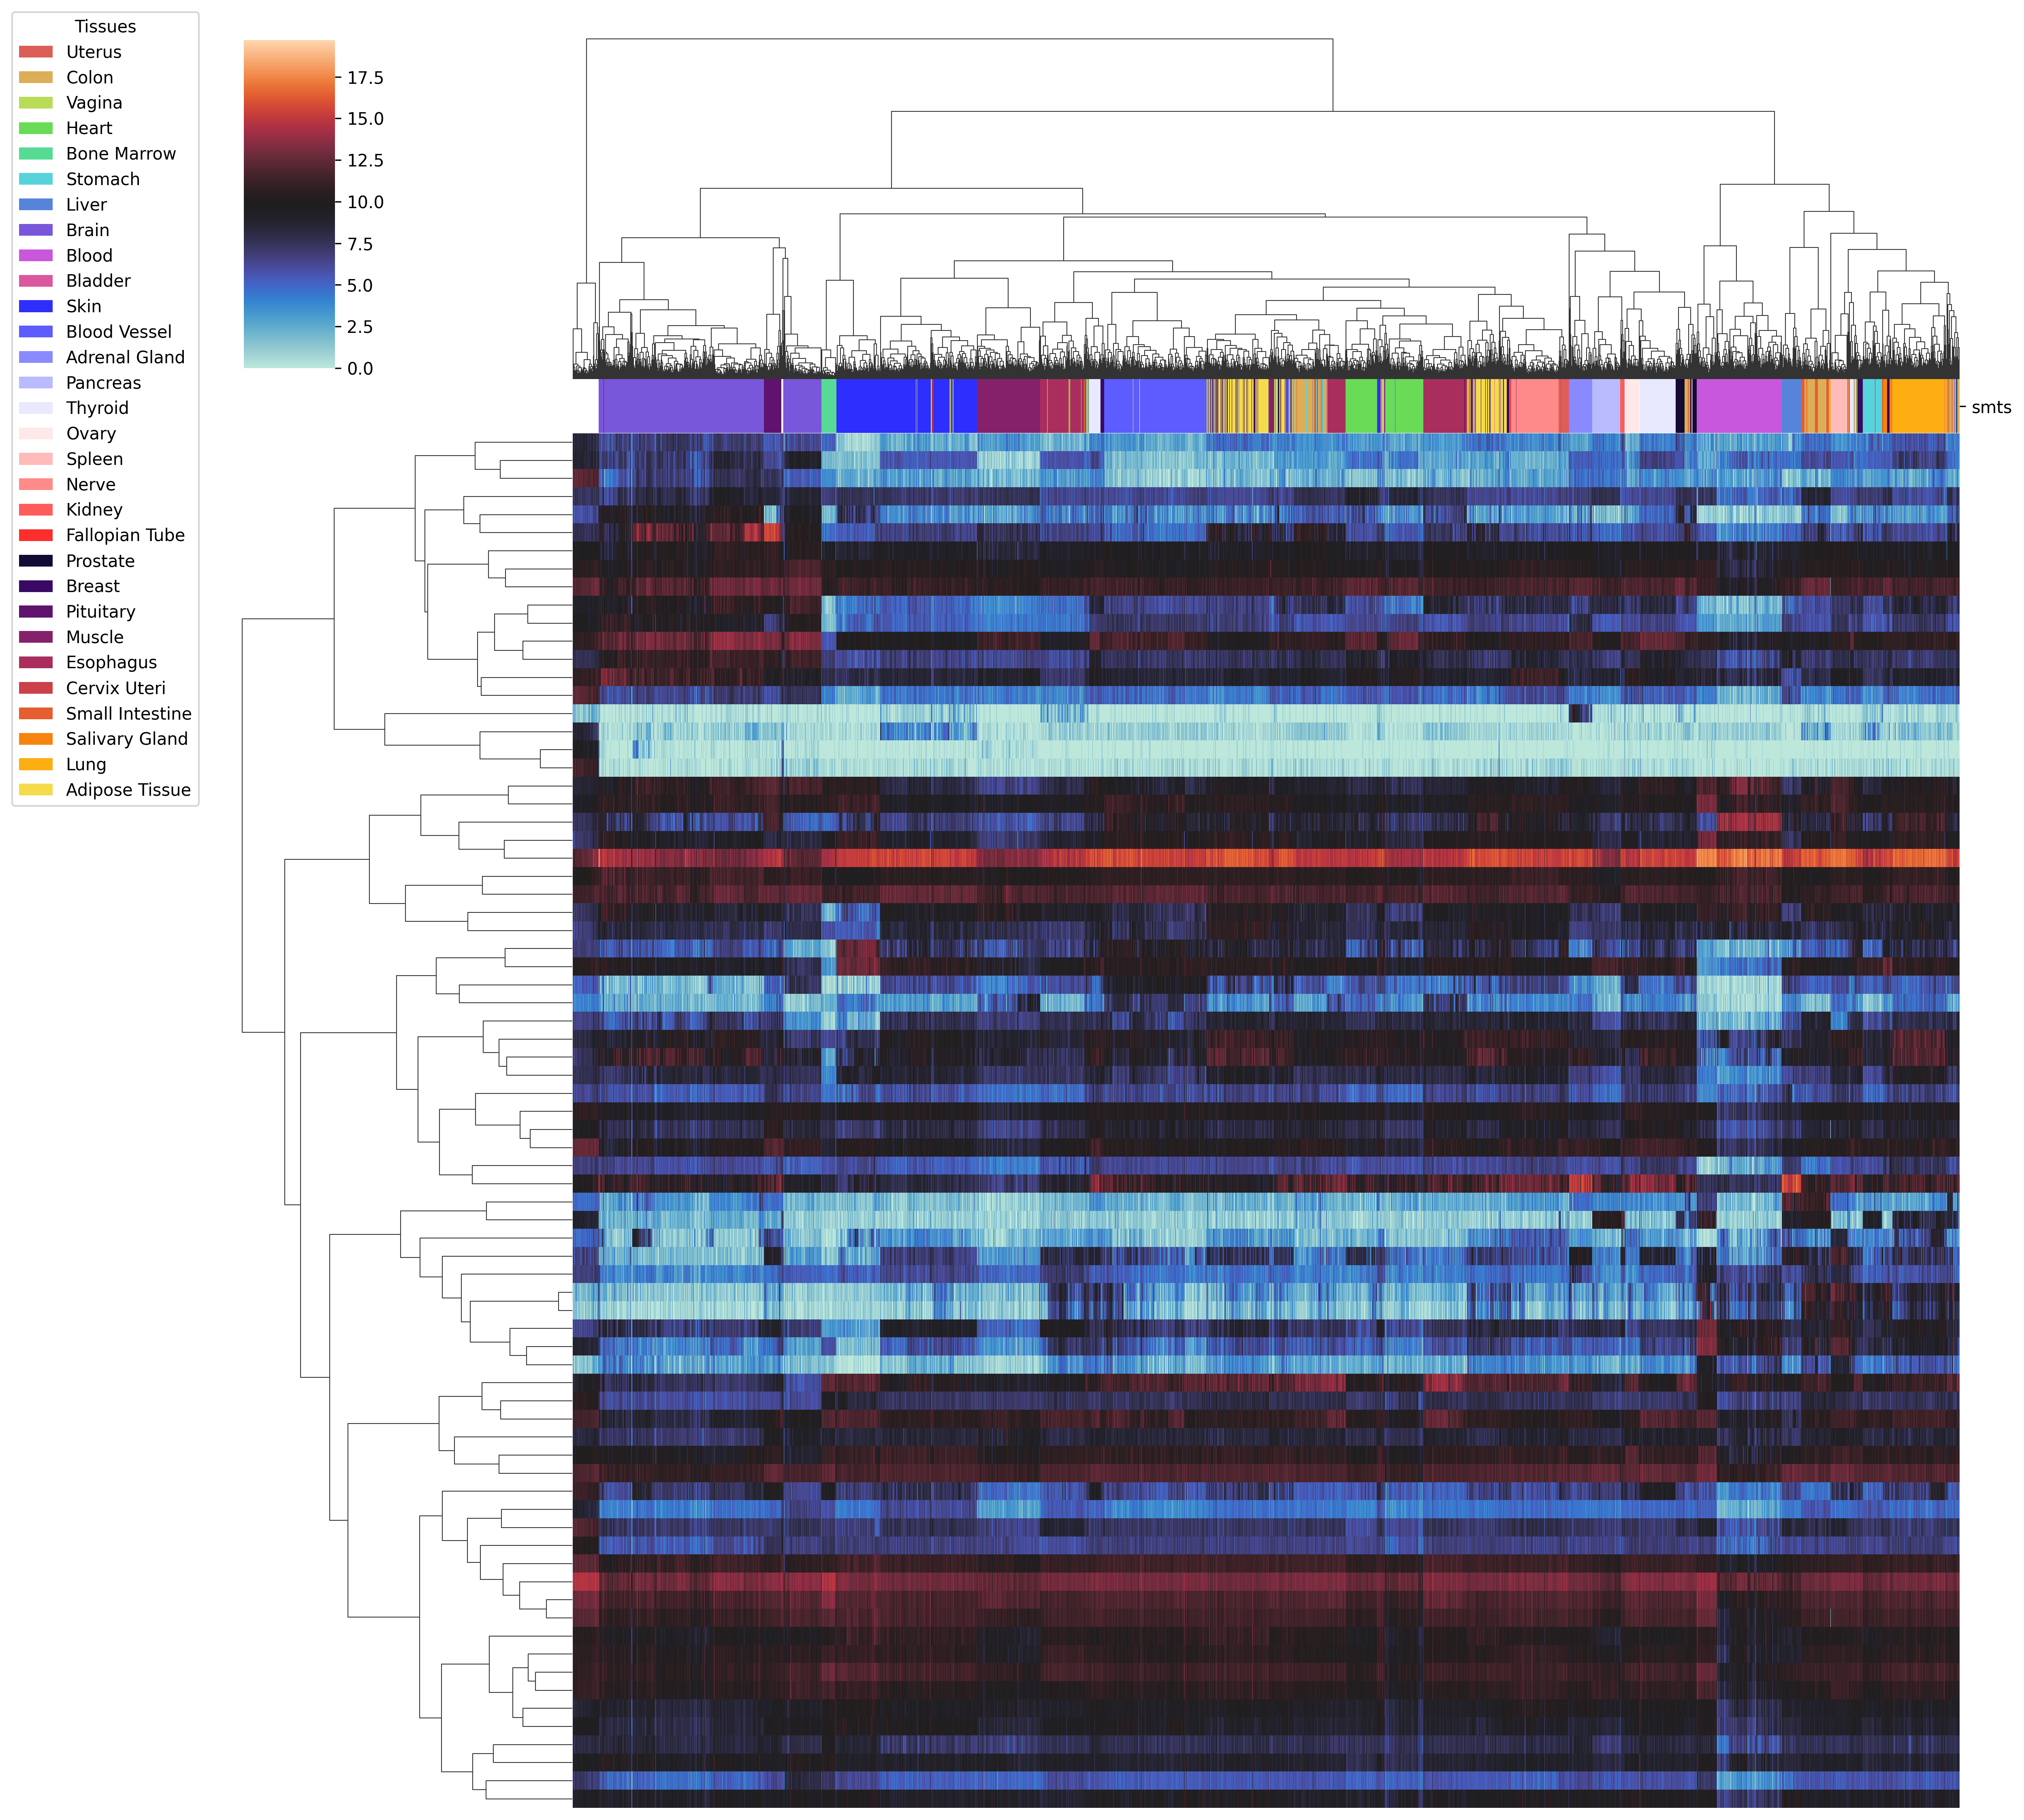 Tissues
Uterus
Colon
Vagina
Heart
Bone Marrow
Stomach
Liver
Brain
Blood
Bladder
Skin
Blood Vessel
Adrenal Gland
Pancreas
Thyroid
Ovary
Spleen
Nerve
Kidney
Fallopian Tube
Prostate
Breast
Pituitary
Muscle
Esophagus
Cervix Uteri
Small Intestine
Salivary Gland
Lung
Adipose Tissue
17.5
15.0
12.5
10.0
7.5
5.0
2.5
0.0
smts